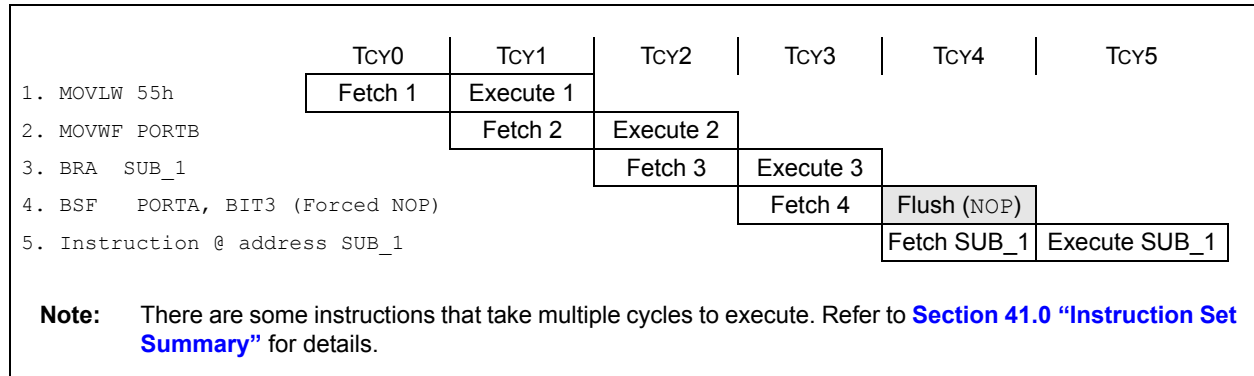 TCY0 TCY1 TCY2 TCY3 TCY4 TCY5
1. MOVLW 55h Fetch 1 Execute 1
2. MOVWF PORTB Fetch 2 Execute 2
3. BRA SUB_1 Fetch 3 Execute 3
4. BSF PORTA, BIT3 (Forced NOP) Fetch 4 Flush (NOP)
5. Instruction @ address SUB_1 Fetch SUB_1 Execute SUB_1
Note: There are some instructions that take multiple cycles to execute. Refer to Section 41.0 “Instruction Set
Summary” for details.